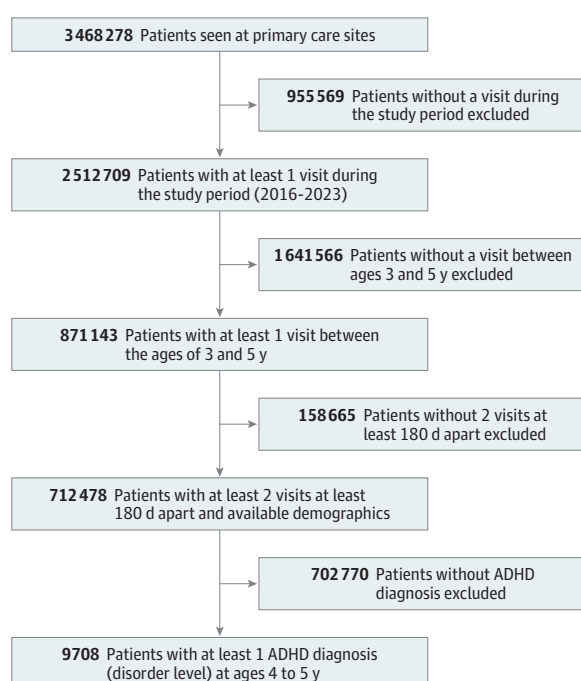 3468278 Patients seen at primary care sites
955569 Patients without a visit during
the study period excluded
2512709 Patients with at least 1 visit during
the study period (2016-2023)
1641566 Patients without a visit between
ages 3 and 5 y excluded
871143 Patients with at least 1 visit between
the ages of 3 and 5 y
158665 Patients without 2 visits at
least 180 d apart excluded
712478 Patients with at least 2 visits at least
180 d apart and available demographics
702770 Patients without ADHD
diagnosis excluded
9708 Patients with at least 1 ADHD diagnosis
(disorder level) at ages 4 to 5 y